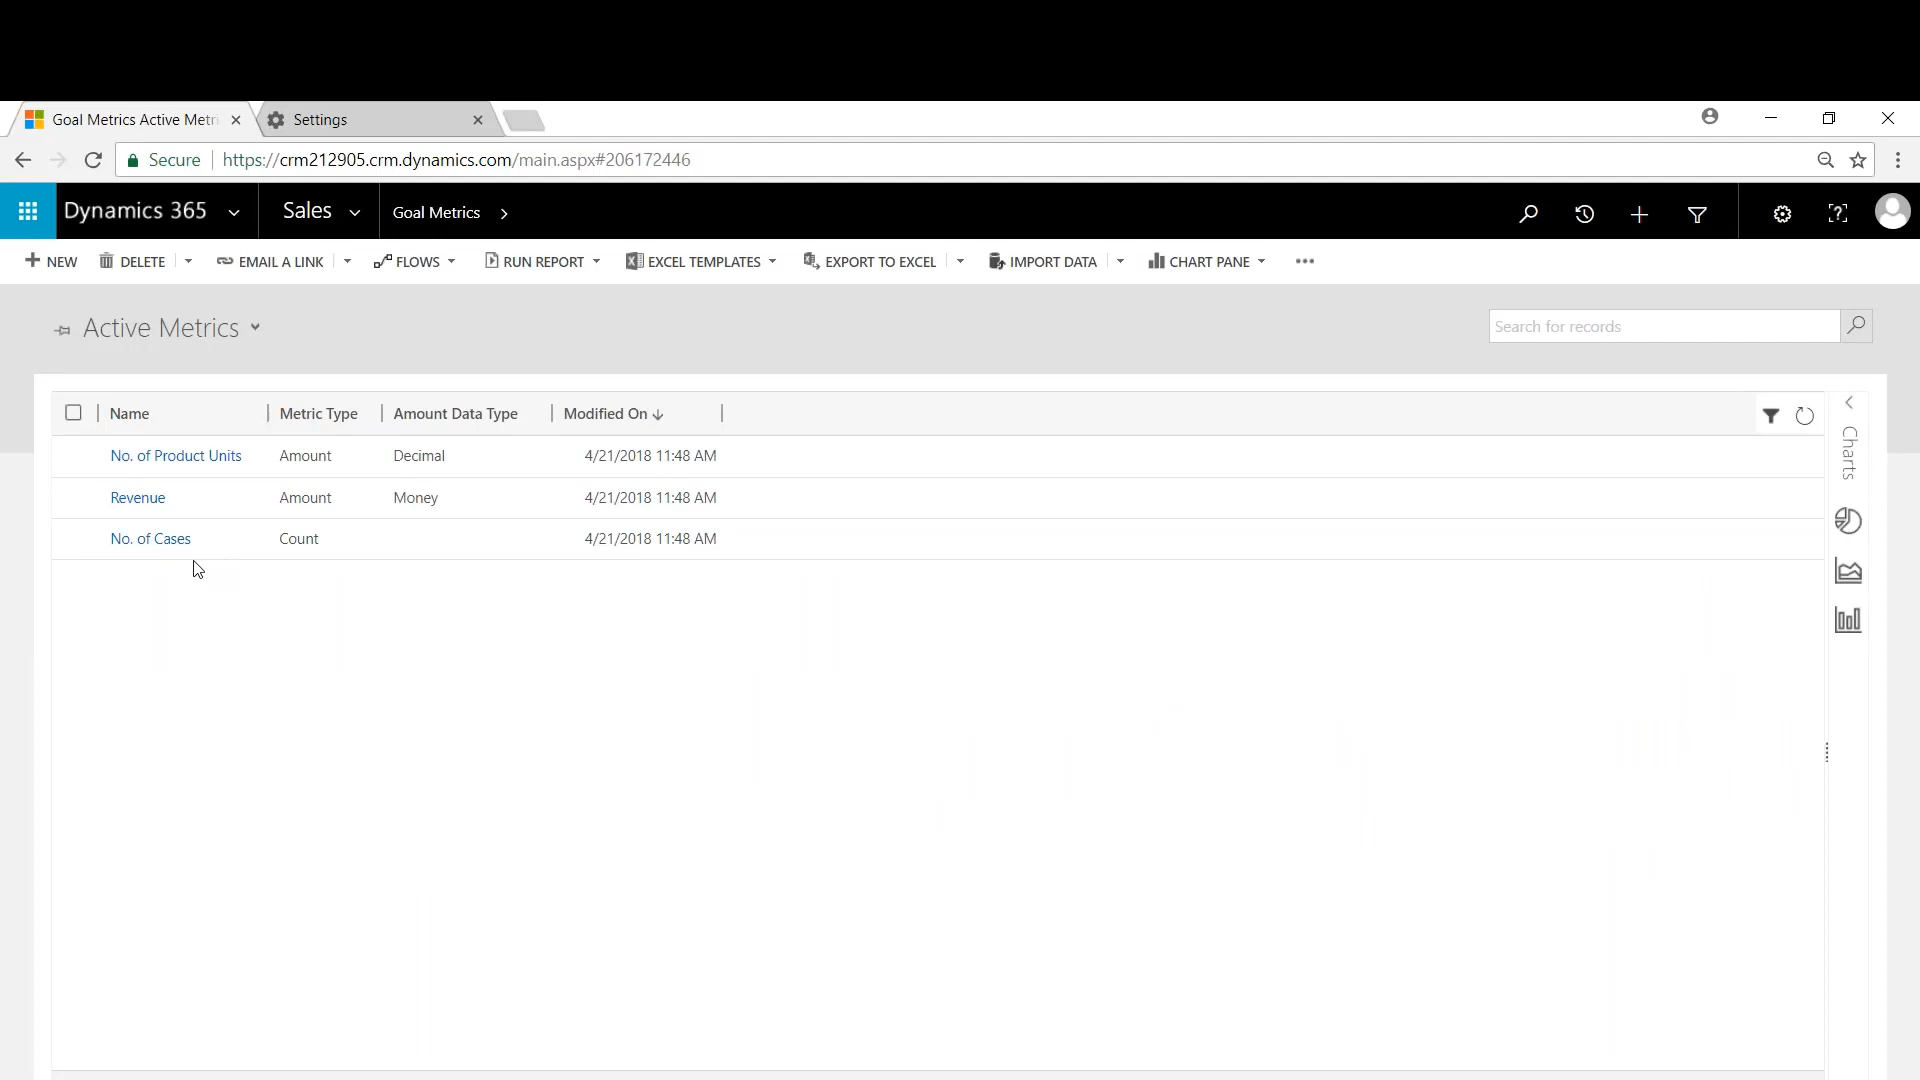 Goal Metrics Active Metri
Settings
Secure https://crm212905.crm.dynamics.com/main.aspx#206172446
Dynamics 365 Sales Goal Metrics
NEW DELETE EMAIL A LINK FLOWS RUN REPORT EXCEL TEMPLATES EXPORT TO EXCEL IMPORT DATA CHART PANE
Active Metrics
Search for records
Name Metric Type Amount Data Type Modified On
No. of Product Units Amount Decimal 4/21/2018 11:48 AM
Revenue Amount Money 4/21/2018 11:48 AM
No. of Cases Count 4/21/2018 11:48 AM
Charts